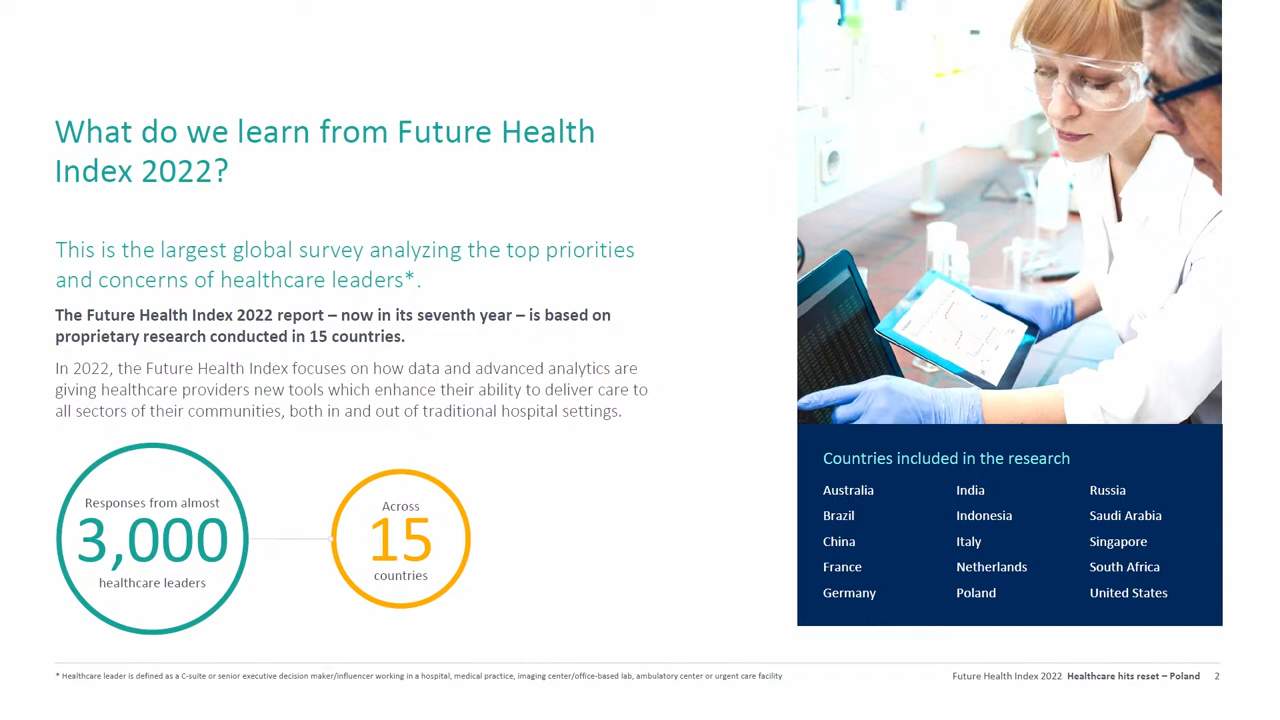 What do we learn from Future Health
Index 2022?
This is the largest global survey analyzing the top priorities
and concerns of healthcare leaders*.
The Future Health Index 2022 report – now in its seventh year – is based on
proprietary research conducted in 15 countries.
In 2022, the Future Health Index focuses on how data and advanced analytics are
giving healthcare providers new tools which enhance their ability to deliver care to
all sectors of their communities, both in and out of traditional hospital settings.
Responses from almost
3,000
healthcare leaders
Across
15
countries
Countries included in the research
Australia
Brazil
China
France
Germany
India
Indonesia
Italy
Netherlands
Poland
Russia
Saudi Arabia
Singapore
South Africa
United States
* Healthcare leader is defined as a C-suite or senior executive decision maker/influencer working in a hospital, medical practice, imaging center/office-based lab, ambulatory center or urgent care facility
Future Health Index 2022 Healthcare hits reset – Poland 2